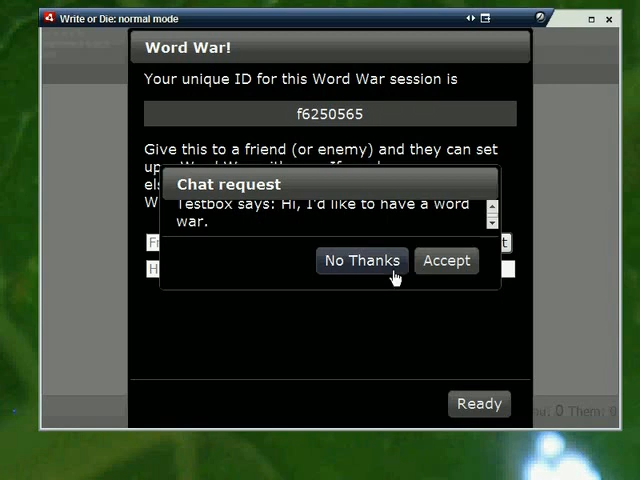 Write or Die: normal mode
Word War!
Your unique ID for this Word War session is
f6250565
Give this to a friend (or enemy) and they can set
Chat request
Testbox says: Hi, I'd like to have a word
war.
No Thanks
Accept
Ready
You: 0 Them: 0